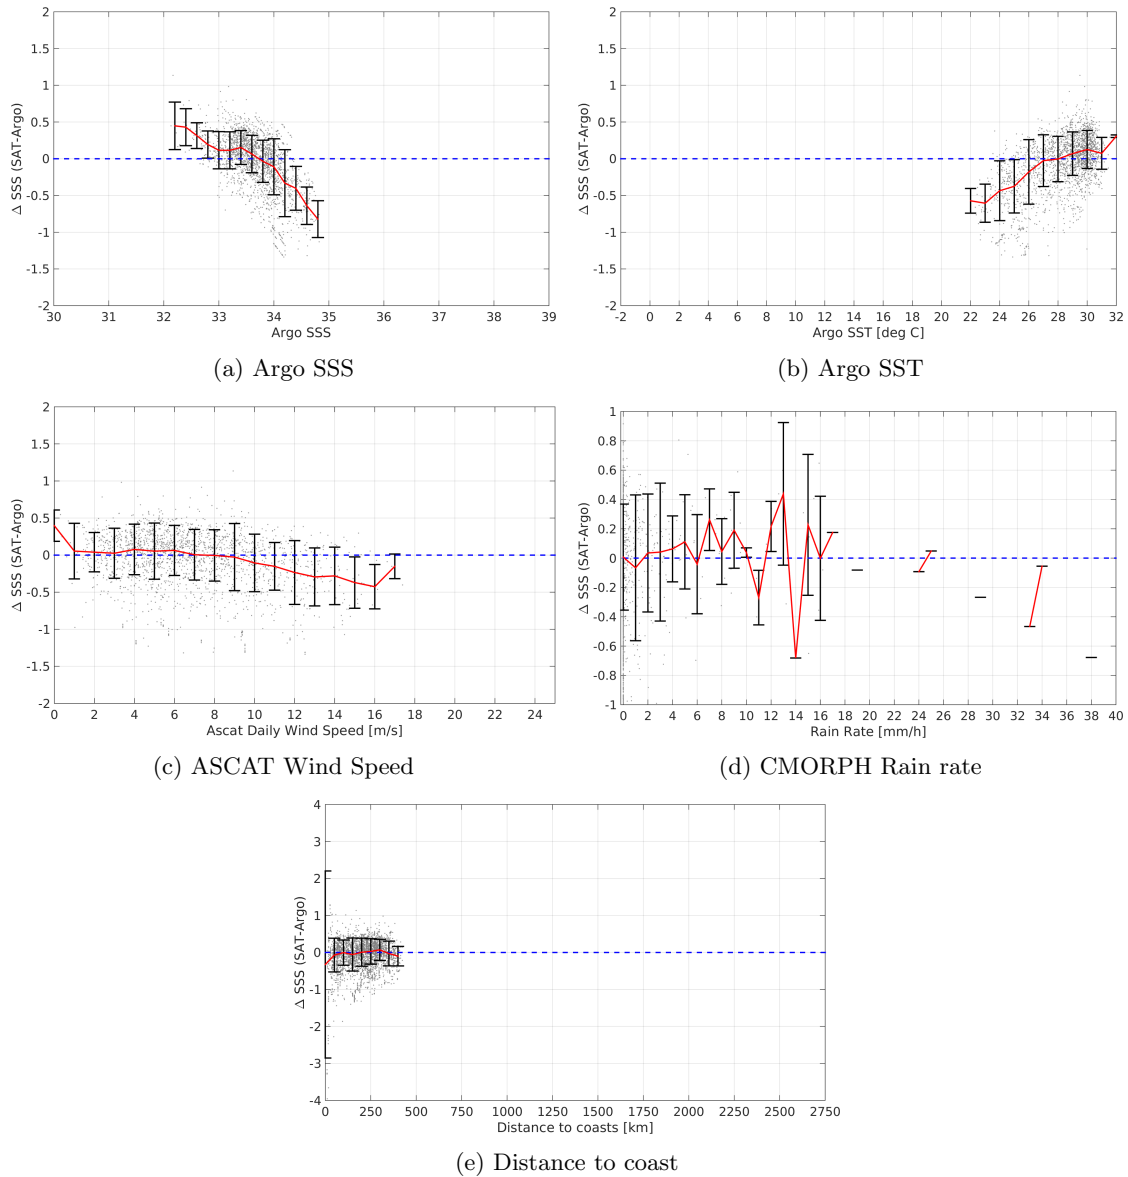 2
1.5
1
0.5
0
-0.5
-1
-1.5
-2
Δ SSS (SAT-Argo)
30 31 32 33 34 35 36 37 38 39
Argo SSS
(a) Argo SSS
2
1.5
1
0.5
0
-0.5
-1
-1.5
-2
Δ SSS (SAT-Argo)
-2 0 2 4 6 8 10 12 14 16 18 20 22 24 26 28 30 32
Argo SST [deg C]
(b) Argo SST
2
1.5
1
0.5
0
-0.5
-1
-1.5
-2
Δ SSS (SAT-Argo)
0 2 4 6 8 10 12 14 16 18 20 22 24
Ascat Daily Wind Speed [m/s]
(c) ASCAT Wind Speed
1
0.8
0.6
0.4
0.2
0
-0.2
-0.4
-0.6
-0.8
-1
Δ SSS (SAT-Argo)
0 2 4 6 8 10 12 14 16 18 20 22 24 26 28 30 32 34 36 38 40
Rain Rate [mm/h]
(d) CMORPH Rain rate
4
3
2
1
0
-1
-2
-3
-4
Δ SSS (SAT-Argo)
0 250 500 750 1000 1250 1500 1750 2000 2250 2500 2750
Distance to coasts [km]
(e) Distance to coast